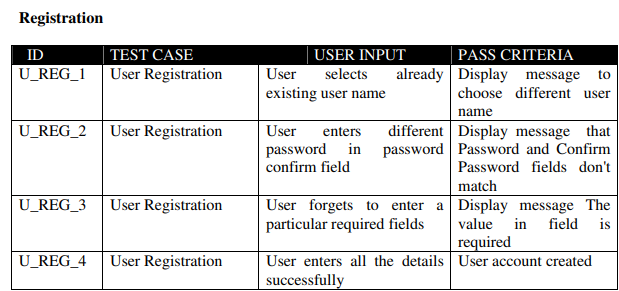 Registration
ID TEST CASE USER INPUT PASS CRITERIA
U_REG_1 User Registration User selects already Display message to
existing user name choose different user
name
U_REG_2 User Registration User enters different Display message that
password in password Password and Confirm
confirm field Password fields don't
match
U_REG_3 User Registration User forgets to enter a Display message The
particular required fields value in field is
required
U_REG_4 User Registration User enters all the details User account created
successfully